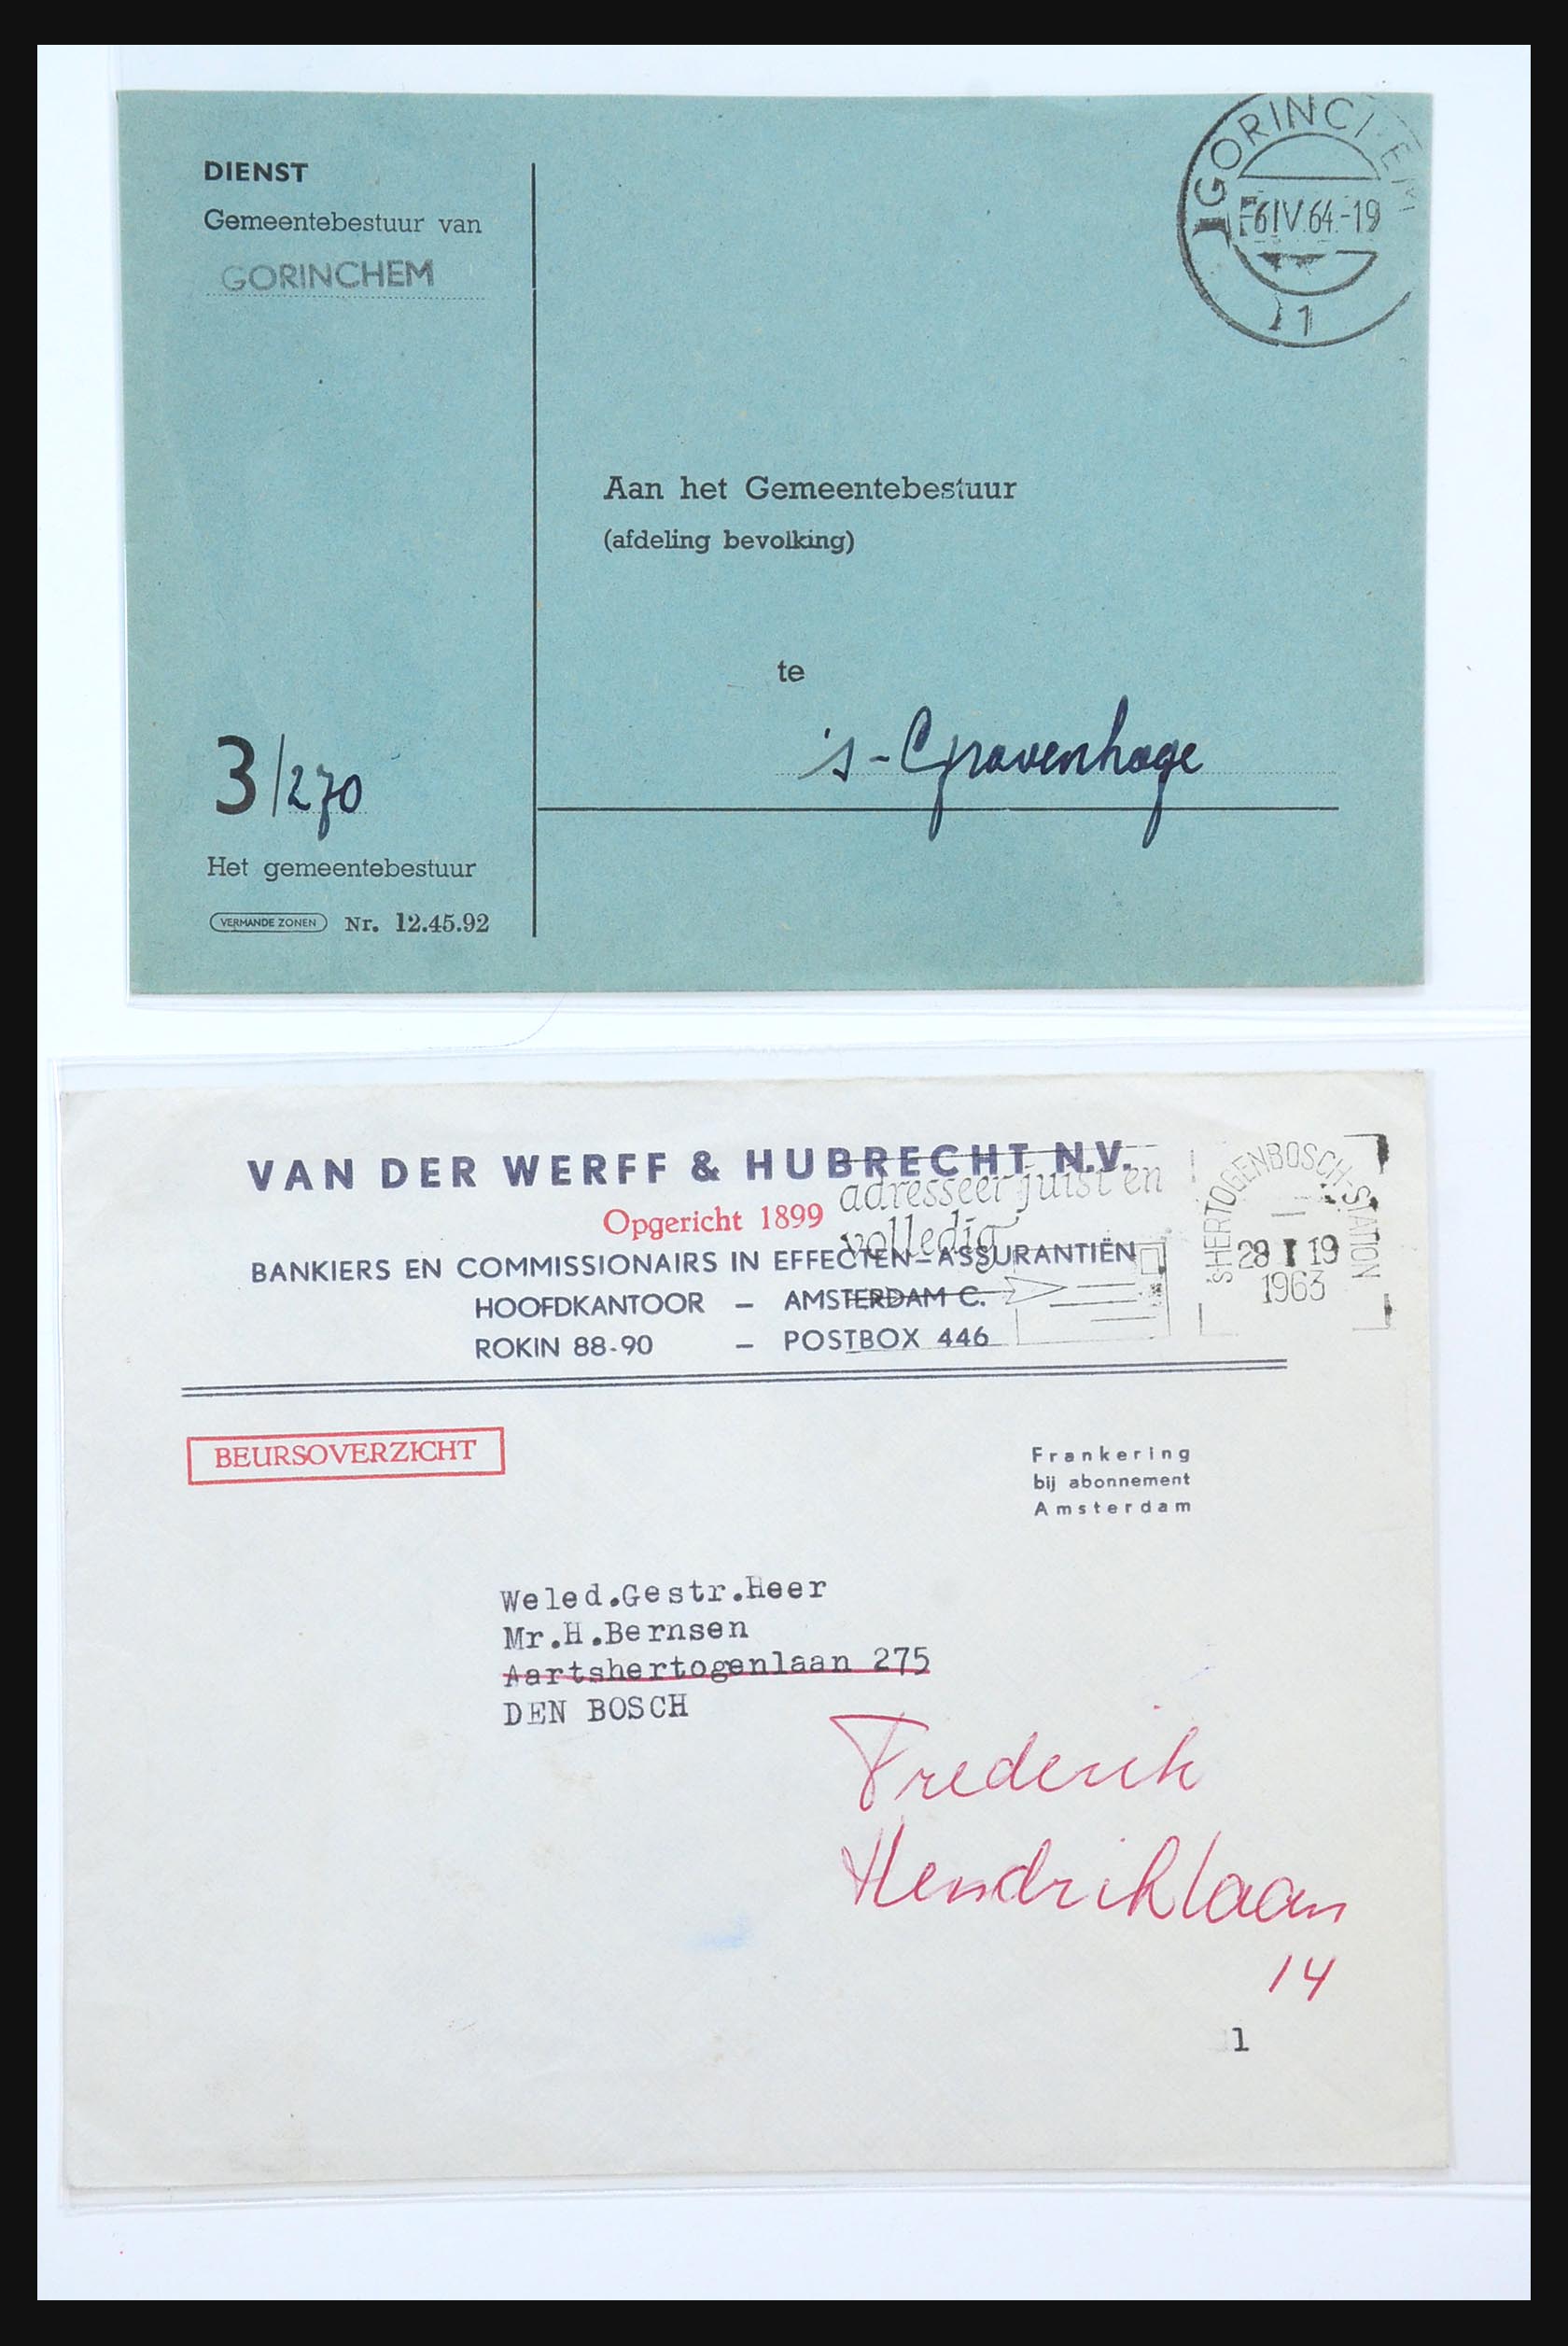 DIENST
Gemeentebestuur van
GORINCHEM
GORINCHEM
-6.IV.64.-19
1
Aan het Gemeentebestuur
(afdeling bevolking)
te
's-Gravenhage
3/270
Het gemeentebestuur
VERMANDE ZONEN Nr. 12.45.92
VAN DER WERFF & HUBRECHT N.V.
Opgericht 1899
BANKIERS EN COMMISSIONAIRS IN EFFECTEN–ASSURANTIËN
HOOFDKANTOOR – AMSTERDAM C.
ROKIN 88-90 – POSTBOX 446
adresseer juist en
volledig
'S-HERTOGENBOSCH-STATION
28 I 19
1963
BEURSOVERZICHT
Frankering
bij abonnement
Amsterdam
Weled.Gestr.Heer
Mr.H.Bernsen
Aartshertogenlaan 275
DEN BOSCH
Frederik
Hendriklaan
14
1